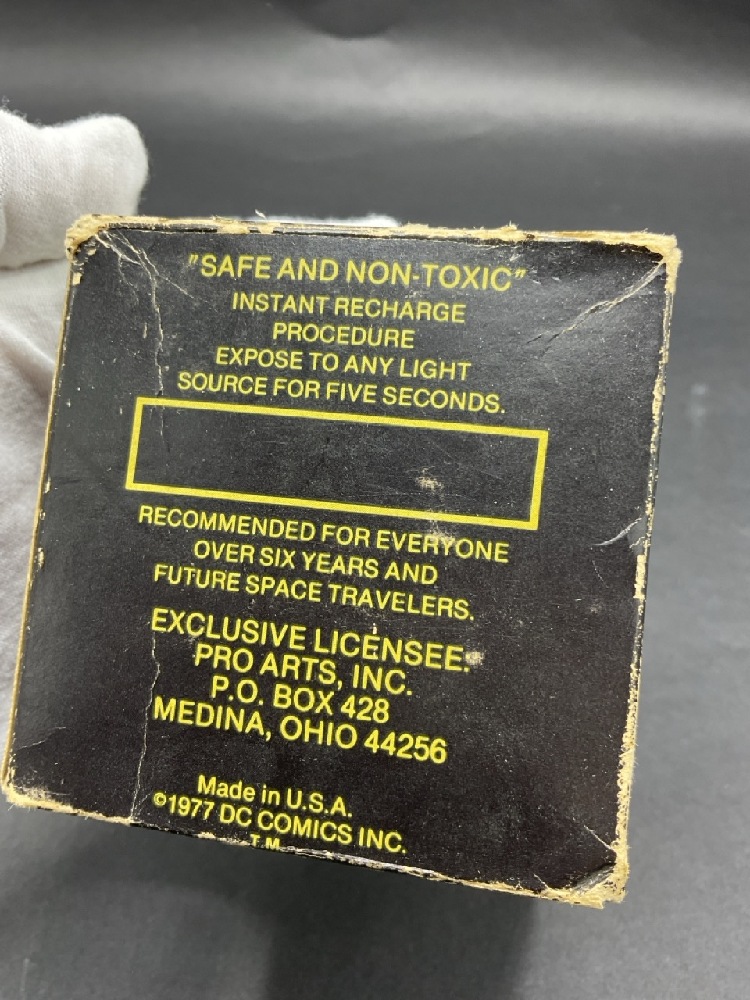 "SAFE AND NON-TOXIC"
INSTANT RECHARGE
PROCEDURE
EXPOSE TO ANY LIGHT
SOURCE FOR FIVE SECONDS.
RECOMMENDED FOR EVERYONE
OVER SIX YEARS AND
FUTURE SPACE TRAVELERS.
EXCLUSIVE LICENSEE:
PRO ARTS, INC.
P.O. BOX 428
MEDINA, OHIO 44256
Made in U.S.A.
©1977 DC COMICS INC.
T.M.